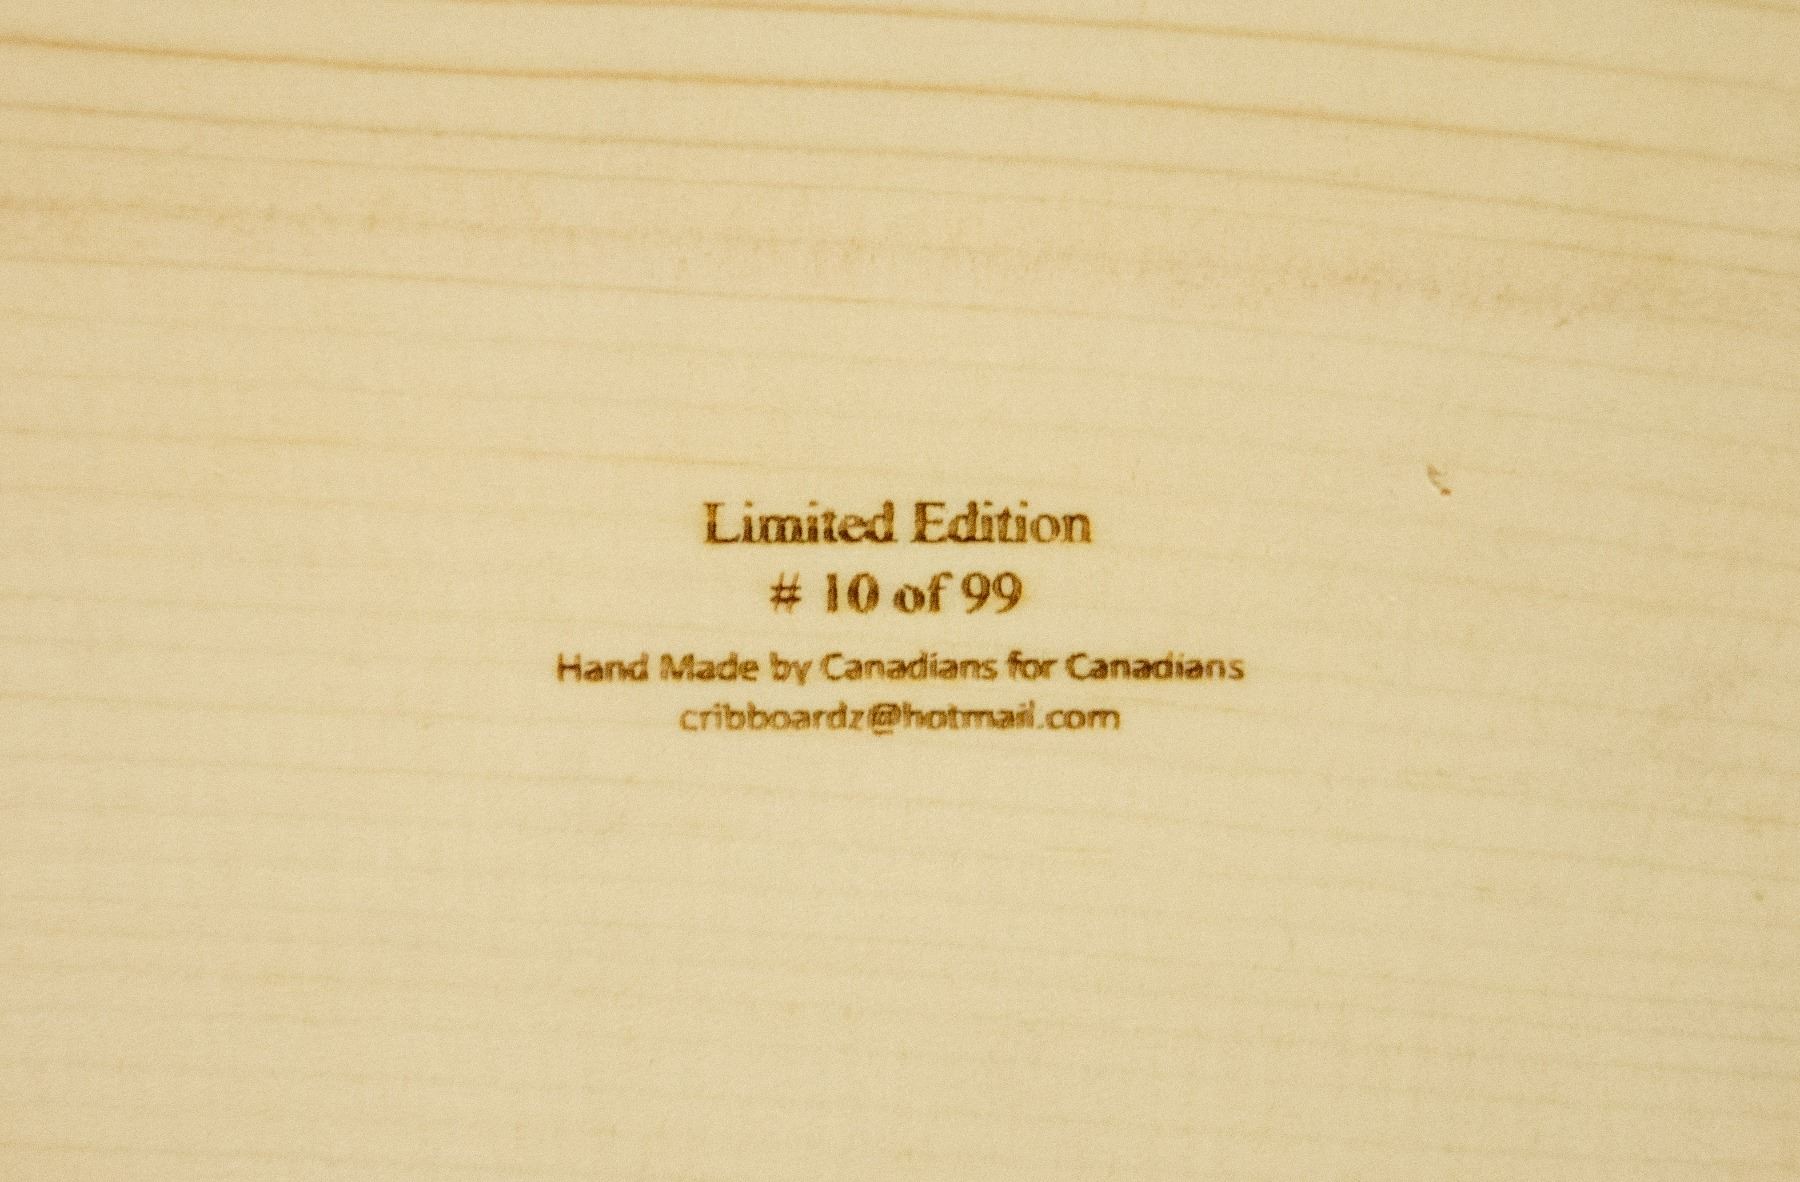 Limited Edition
# 10 of 99
Hand Made by Canadians for Canadians
cribboardz@hotmail.com